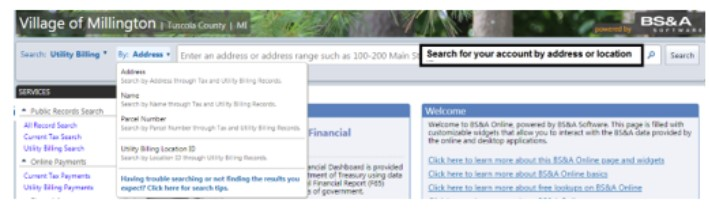 Village of Millington | Tuscola County | MI
powered by BS&A
SOFTWARE
Search: Utility Billing By: Address Enter an address or address range such as 100-200 Main St
Search for your account by address or location
Search
Address
Search by Address through Tax and Utility Billing Records.
Name
Search by Name through Tax and Utility Billing Records.
Parcel Number
Search by Parcel Number through Tax and Utility Billing Records.
Utility Billing Location ID
Search by Location ID through Utility Billing Records.
Having trouble searching or not finding the results you
expect? Click here for search tips.
SERVICES
Public Records Search
All Record Search
Current Tax Search
Utility Billing Search
Online Payments
Current Tax Payments
Utility Billing Payments
Financial
ancial Dashboard is provided
tment of Treasury using data
l Financial Report (F65)
s of government.
Welcome
Welcome to BS&A Online, powered by BS&A Software. This page is filled with
customizable widgets that allow you to interact with the BS&A data provided by
the online and desktop applications.
Click here to learn more about this BS&A Online page and widgets
Click here to learn more about BS&A Online basics
Click here to learn more about free lookups on BS&A Online